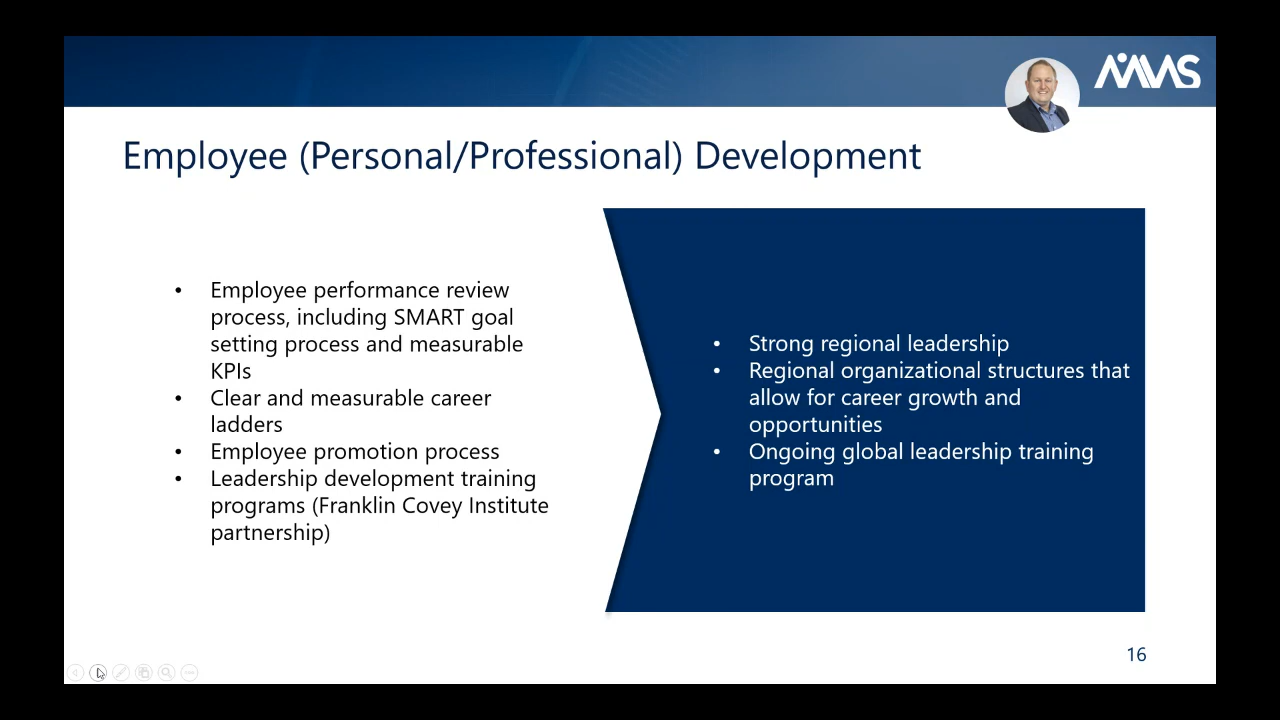 MAS
Employee (Personal/Professional) Development
• Employee performance review
process, including SMART goal
setting process and measurable
KPIs
• Clear and measurable career
ladders
• Employee promotion process
• Leadership development training
programs (Franklin Covey Institute
partnership)
• Strong regional leadership
• Regional organizational structures that
allow for career growth and
opportunities
• Ongoing global leadership training
program
16